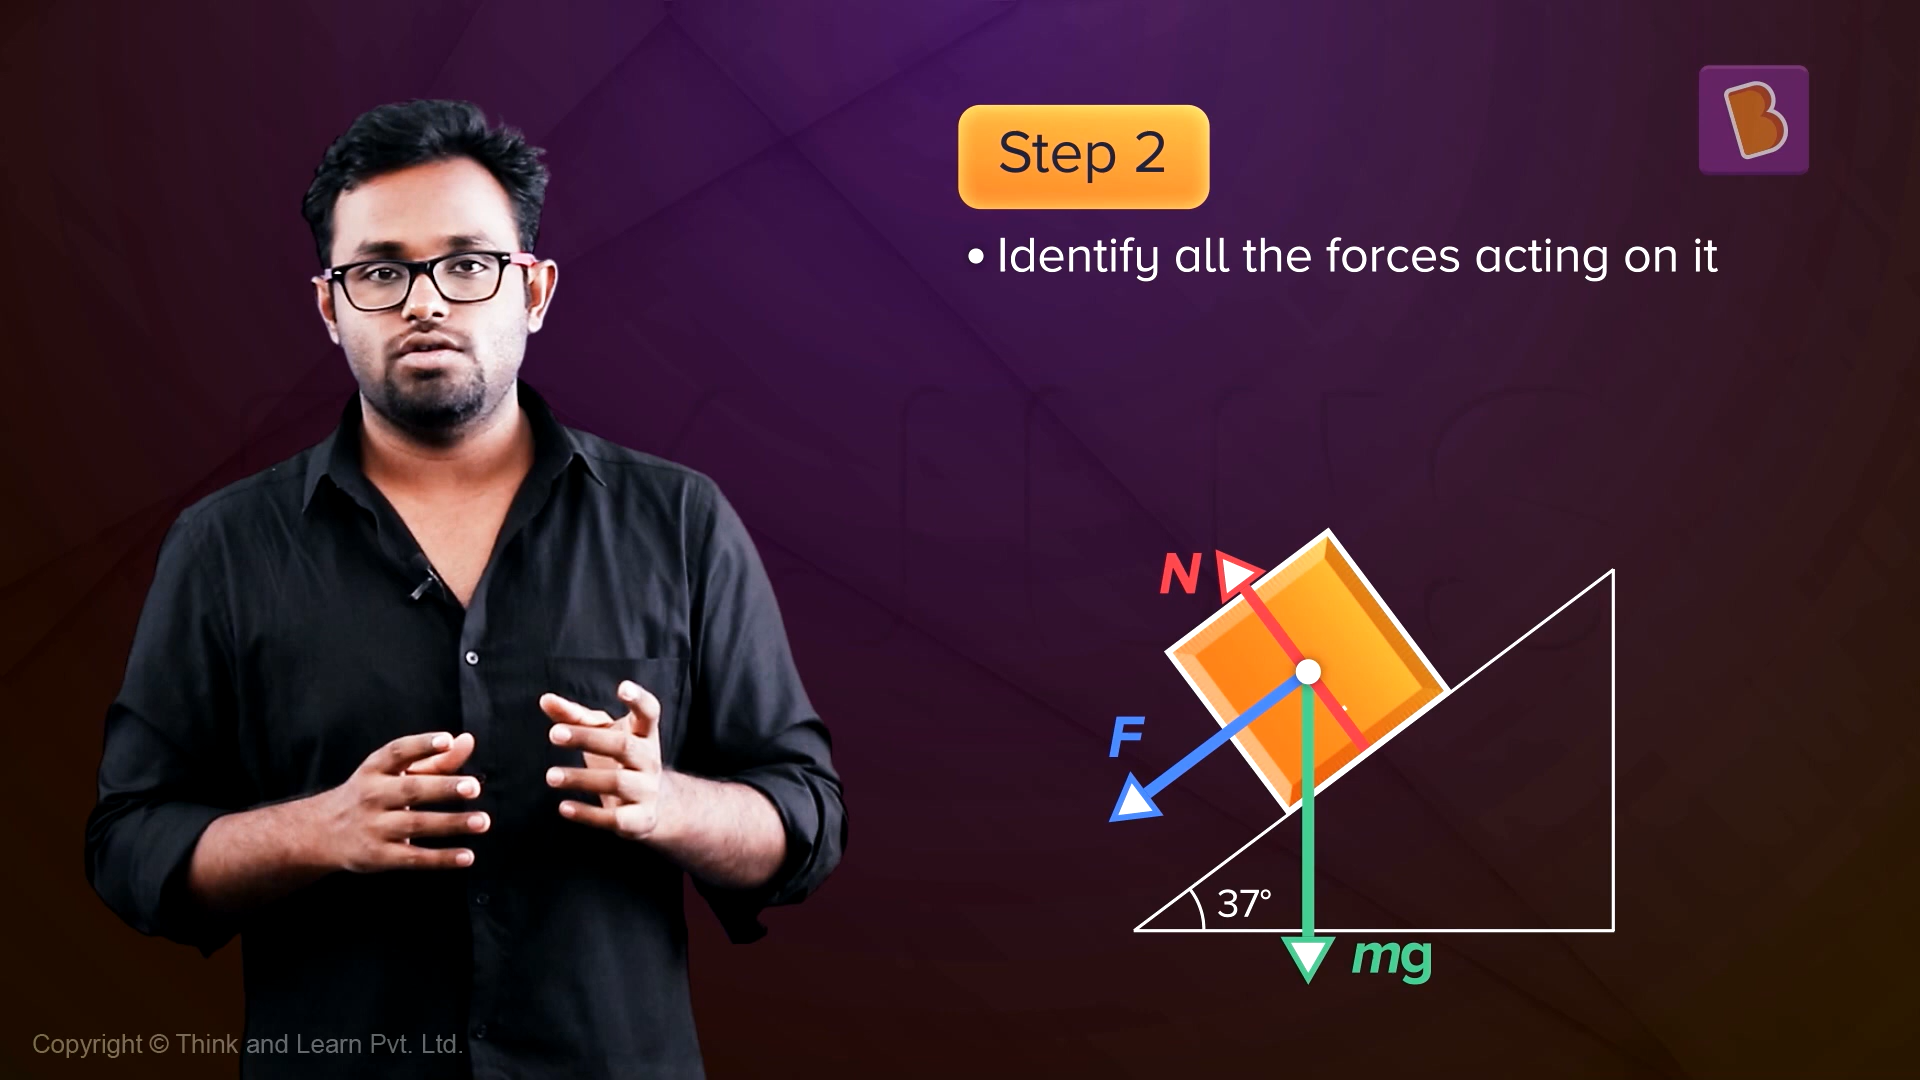 Step 2
• Identify all the forces acting on it
N
F
37°
mg
Copyright © Think and Learn Pvt. Ltd.